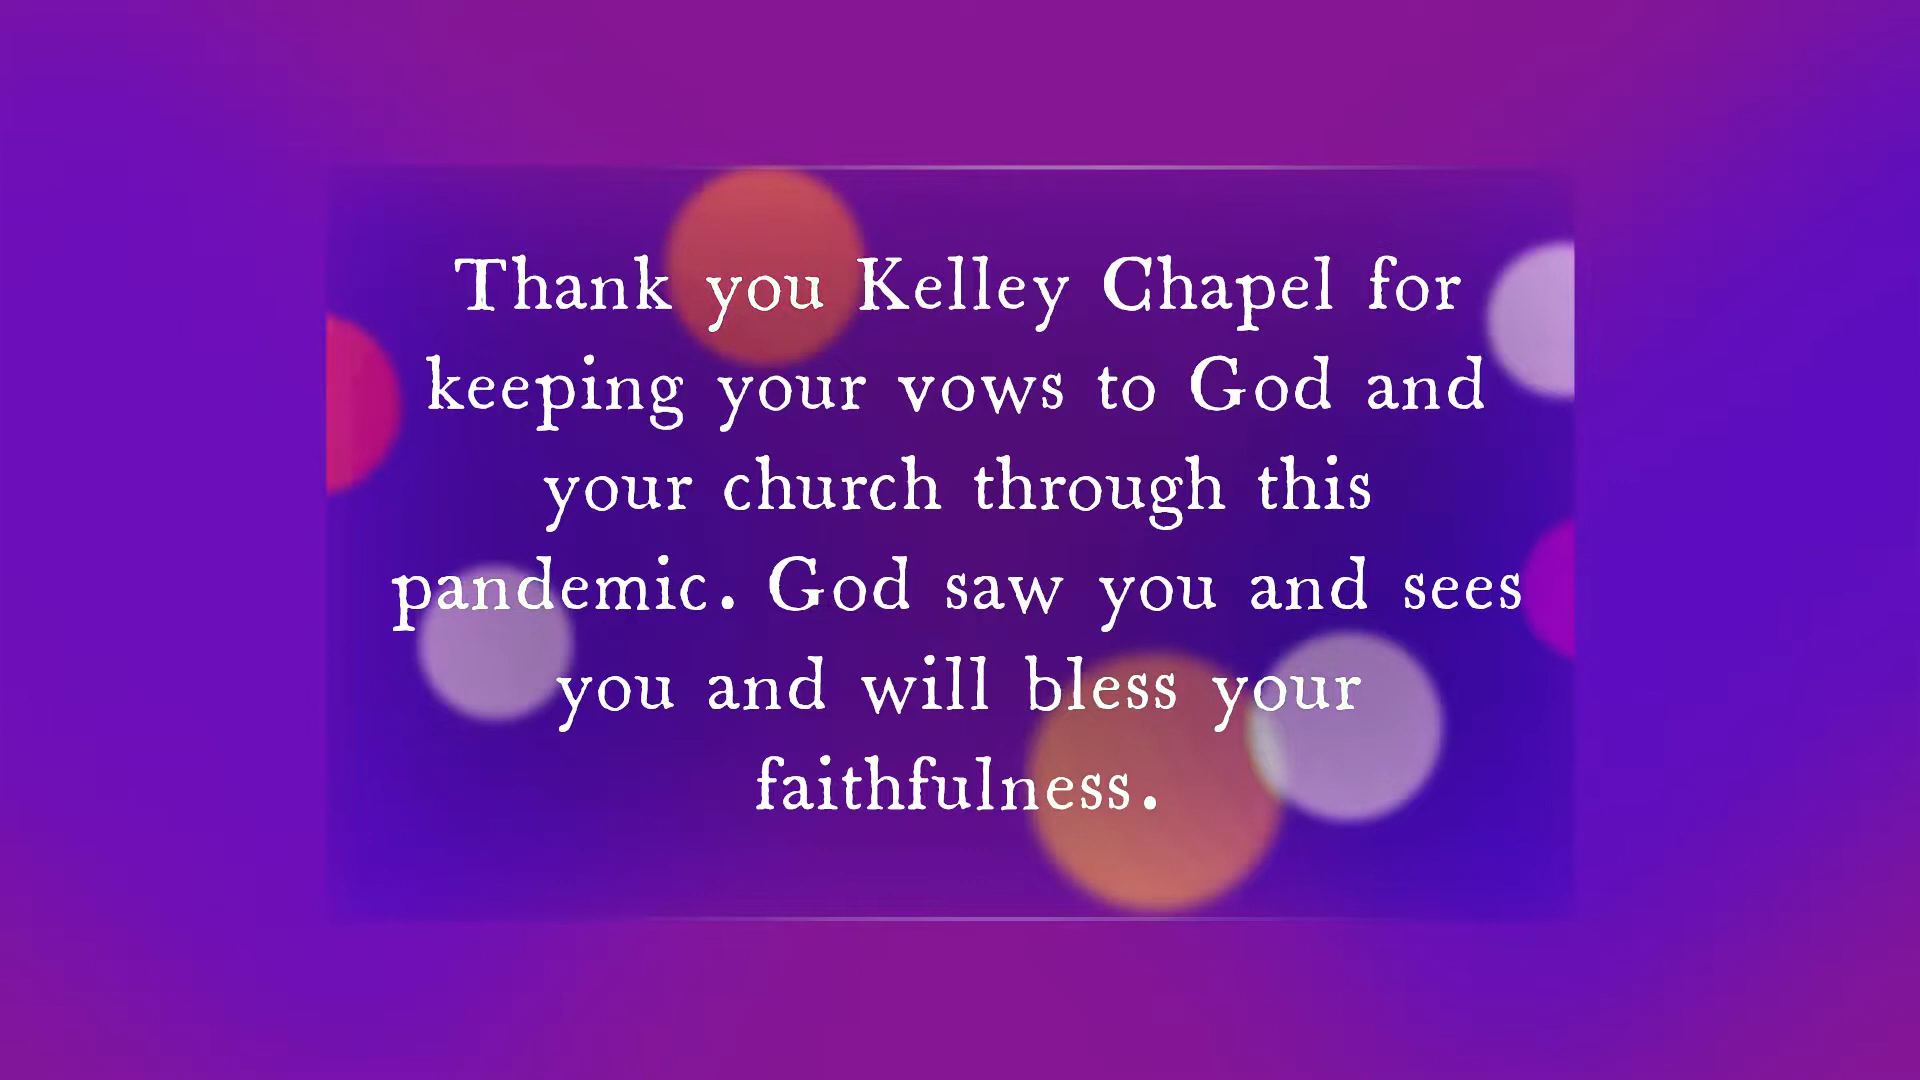 Thank you Kelley Chapel for
keeping your vows to God and
your church through this
pandemic. God saw you and sees
you and will bless your
faithfulness.